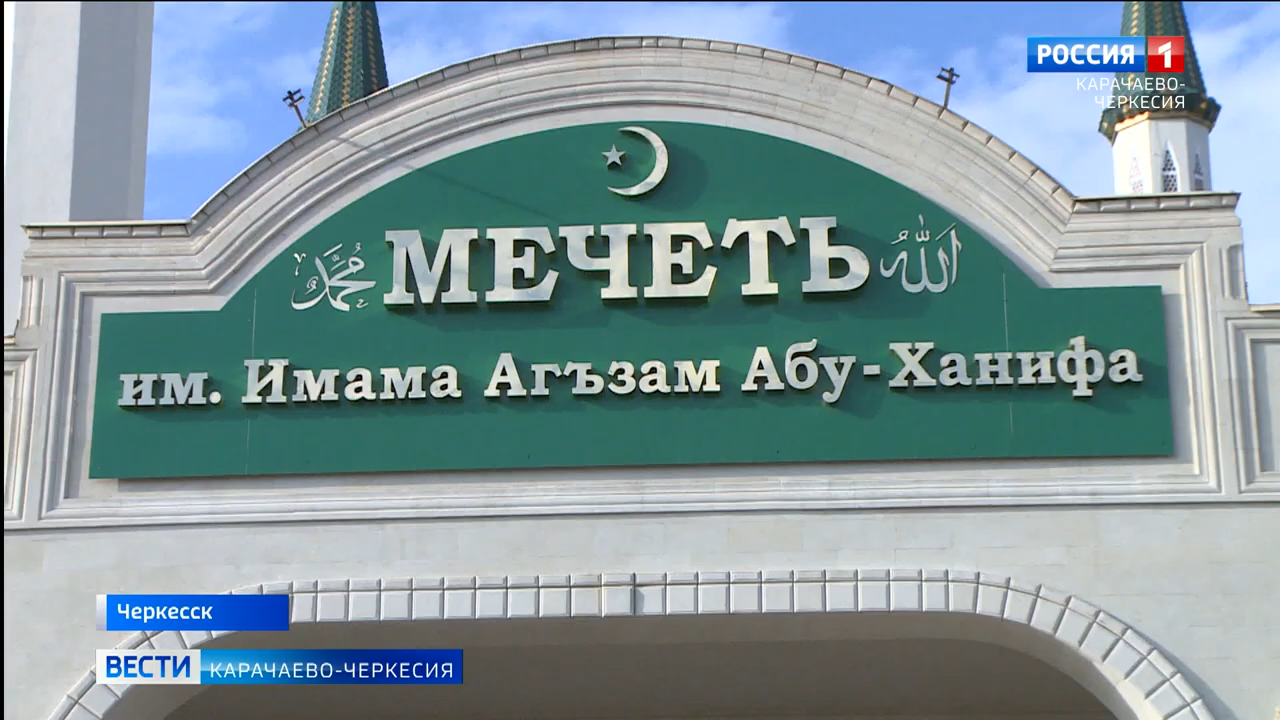 РОССИЯ 1
КАРАЧАЕВО-
ЧЕРКЕСИЯ
محمد МЕЧЕТЬ الله
им. Имама Агъзам Абу-Ханифа
Черкесск
ВЕСТИ КАРАЧАЕВО-ЧЕРКЕСИЯ